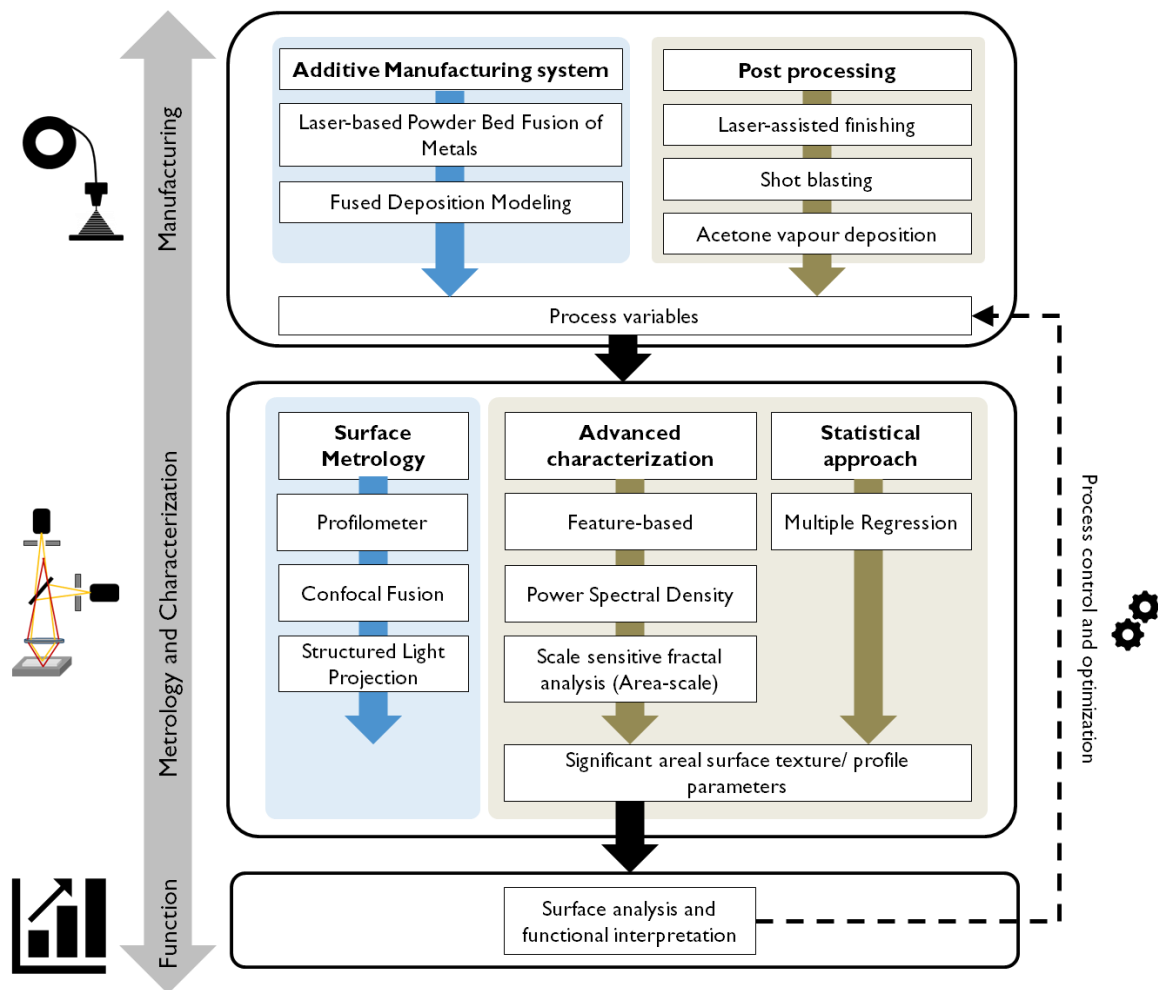 Manufacturing
Additive Manufacturing system
Laser-based Powder Bed Fusion of
Metals
Fused Deposition Modeling
Post processing
Laser-assisted finishing
Shot blasting
Acetone vapour deposition
Process variables
Metrology and Characterization
Surface
Metrology
Profilometer
Confocal Fusion
Structured Light
Projection
Advanced
characterization
Feature-based
Power Spectral Density
Scale sensitive fractal
analysis (Area-scale)
Statistical
approach
Multiple Regression
Significant areal surface texture/ profile
parameters
Process control and optimization
Function
Surface analysis and
functional interpretation